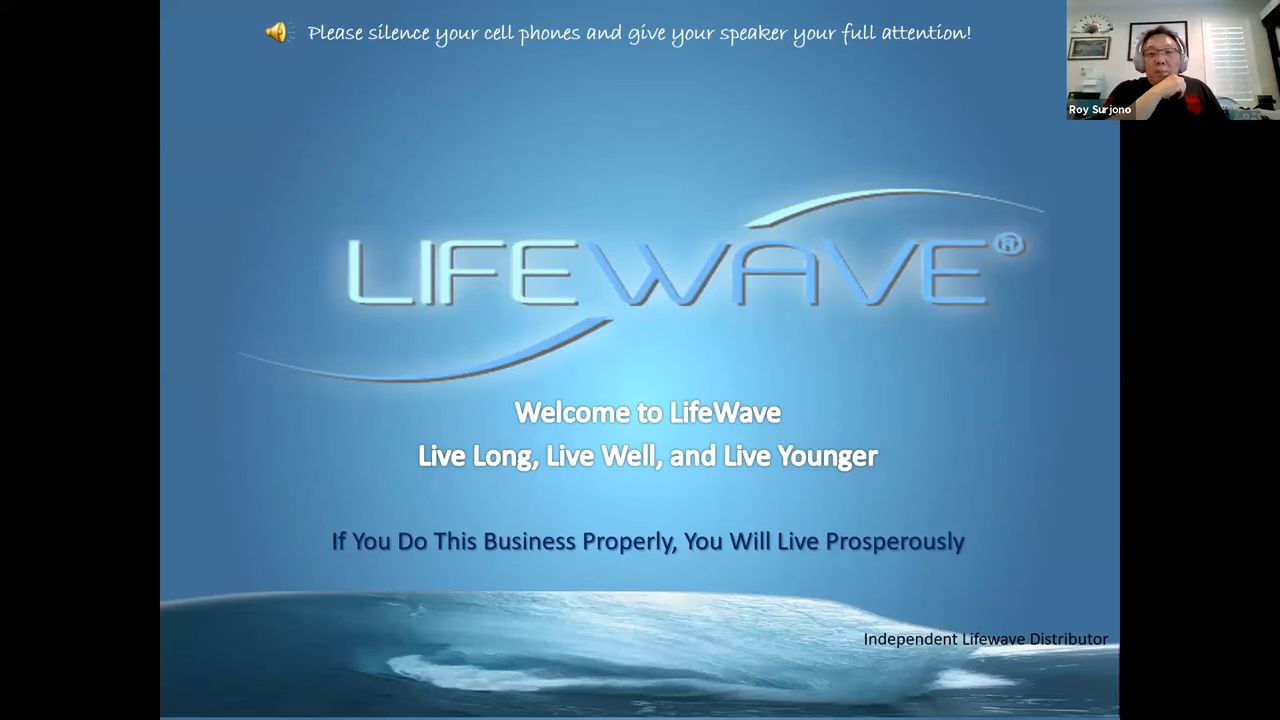 Please silence your cell phones and give your speaker your full attention!
Roy Surjono
LIFEWAVE®
Welcome to LifeWave
Live Long, Live Well, and Live Younger
If You Do This Business Properly, You Will Live Prosperously
Independent Lifewave Distributor